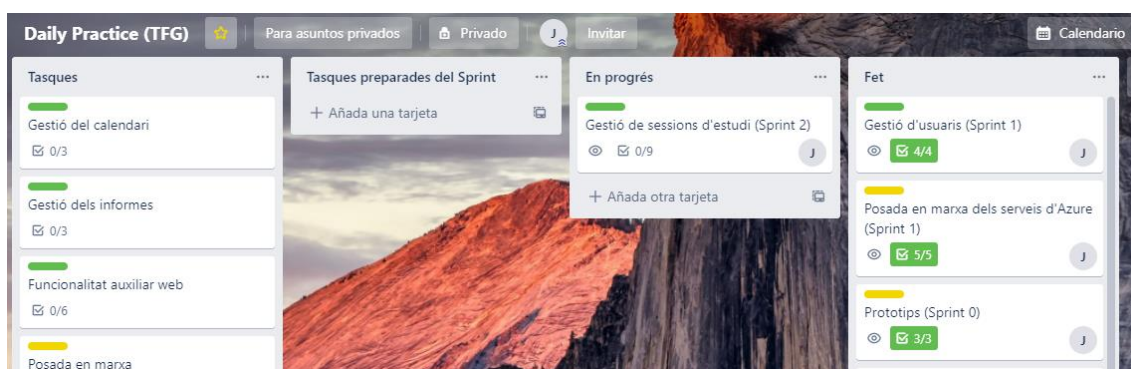 Daily Practice (TFG)
Para asuntos privados
Privado
J
Invitar
Calendario
Tasques
Gestió del calendari
0/3
Gestió dels informes
0/3
Funcionalitat auxiliar web
0/6
Posada en marxa
Tasques preparades del Sprint
+ Añada una tarjeta
En progrés
Gestió de sessions d'estudi (Sprint 2)
0/9
J
+ Añada otra tarjeta
Fet
Gestió d'usuaris (Sprint 1)
4/4
J
Posada en marxa dels serveis d'Azure
(Sprint 1)
5/5
J
Prototips (Sprint 0)
3/3
J